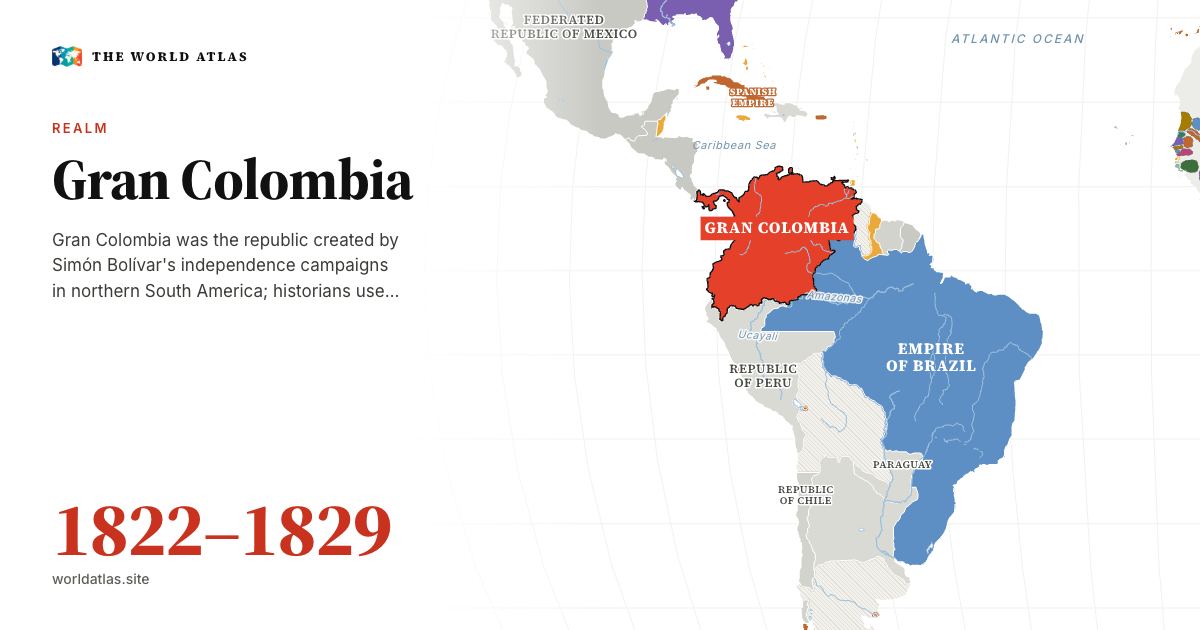 THE WORLD ATLAS
REALM
Gran Colombia
Gran Colombia was the republic created by
Simón Bolívar's independence campaigns
in northern South America; historians use...
1822–1829
worldatlas.site
FEDERATED
REPUBLIC OF MEXICO
ATLANTIC OCEAN
SPANISH
EMPIRE
Caribbean Sea
GRAN COLOMBIA
Amazonas
Ucayali
EMPIRE
OF BRAZIL
REPUBLIC
OF PERU
PARAGUAY
REPUBLIC
OF CHILE